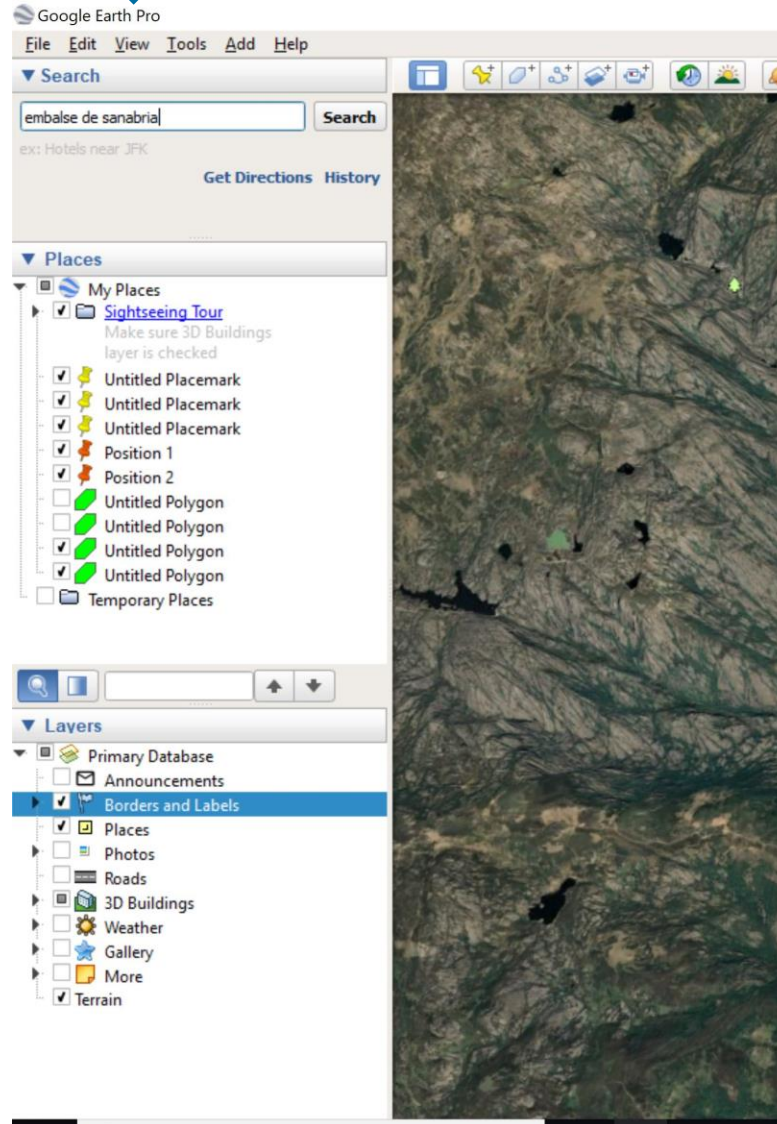 Google Earth Pro
File Edit View Tools Add Help
Search
embalse de sanabria
Search
ex: Hotels near JFK
Get Directions History
Places
My Places
Sightseeing Tour
Make sure 3D Buildings
layer is checked
Untitled Placemark
Untitled Placemark
Untitled Placemark
Position 1
Position 2
Untitled Polygon
Untitled Polygon
Untitled Polygon
Untitled Polygon
Temporary Places
Layers
Primary Database
Announcements
Borders and Labels
Places
Photos
Roads
3D Buildings
Weather
Gallery
More
Terrain